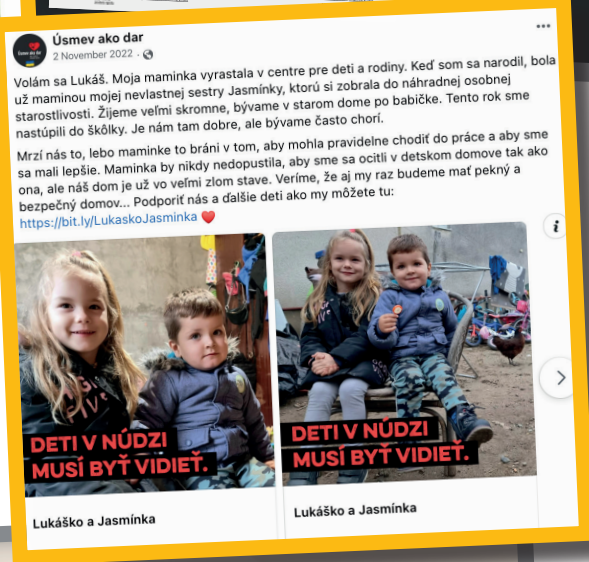 Úsmev ako dar
2 November 2022 ·
Volám sa Lukáš. Moja maminka vyrastala v centre pre deti a rodiny. Keď som sa narodil, bola
už maminou mojej nevlastnej sestry Jasmínky, ktorú si zobrala do náhradnej osobnej
starostlivosti. Žijeme veľmi skromne, bývame v starom dome po babičke. Tento rok sme
nastúpili do škôlky. Je nám tam dobre, ale bývame často chorí.
Mrzí nás to, lebo maminke to bráni v tom, aby mohla pravidelne chodiť do práce a aby sme
sa mali lepšie. Maminka by nikdy nedopustila, aby sme sa ocitli v detskom domove tak ako
ona, ale náš dom je už vo veľmi zlom stave. Veríme, že aj my raz budeme mať pekný a
bezpečný domov... Podporiť nás a ďalšie deti ako my môžete tu:
https://bit.ly/LukaskoJasminka
DETI V NÚDZI
MUSÍ BYŤ VIDIEŤ.
DETI V NÚDZI
MUSÍ BYŤ VIDIEŤ.
Lukáško a Jasmínka
Lukáško a Jasmínka